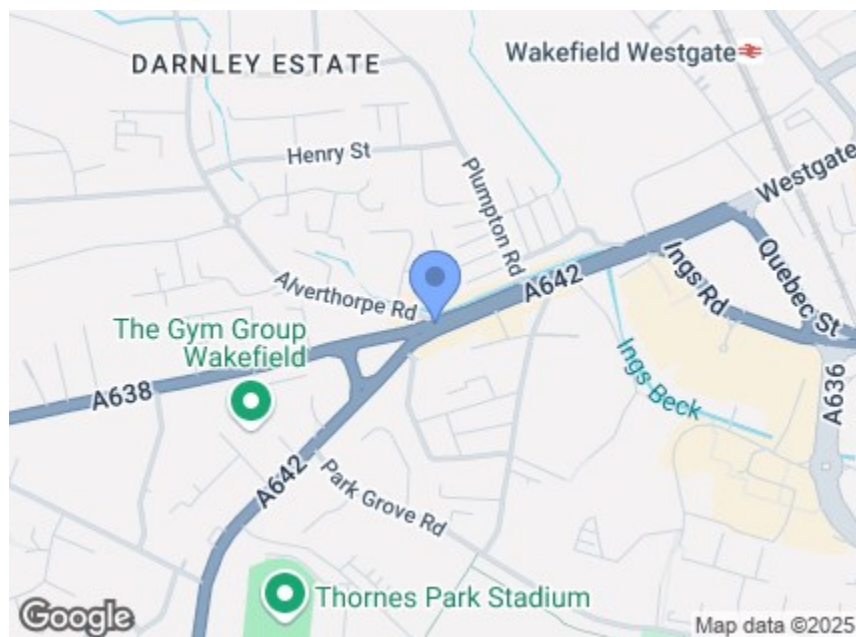 DARNLEY ESTATE
Wakefield Westgate
Henry St
Plumpton Rd
Westgate
Quebec St
Ings Rd
A642
Alverthorpe Rd
The Gym Group
Wakefield
A638
Ings Beck
A636
A642
Park Grove Rd
Thornes Park Stadium
Google
Map data ©2025